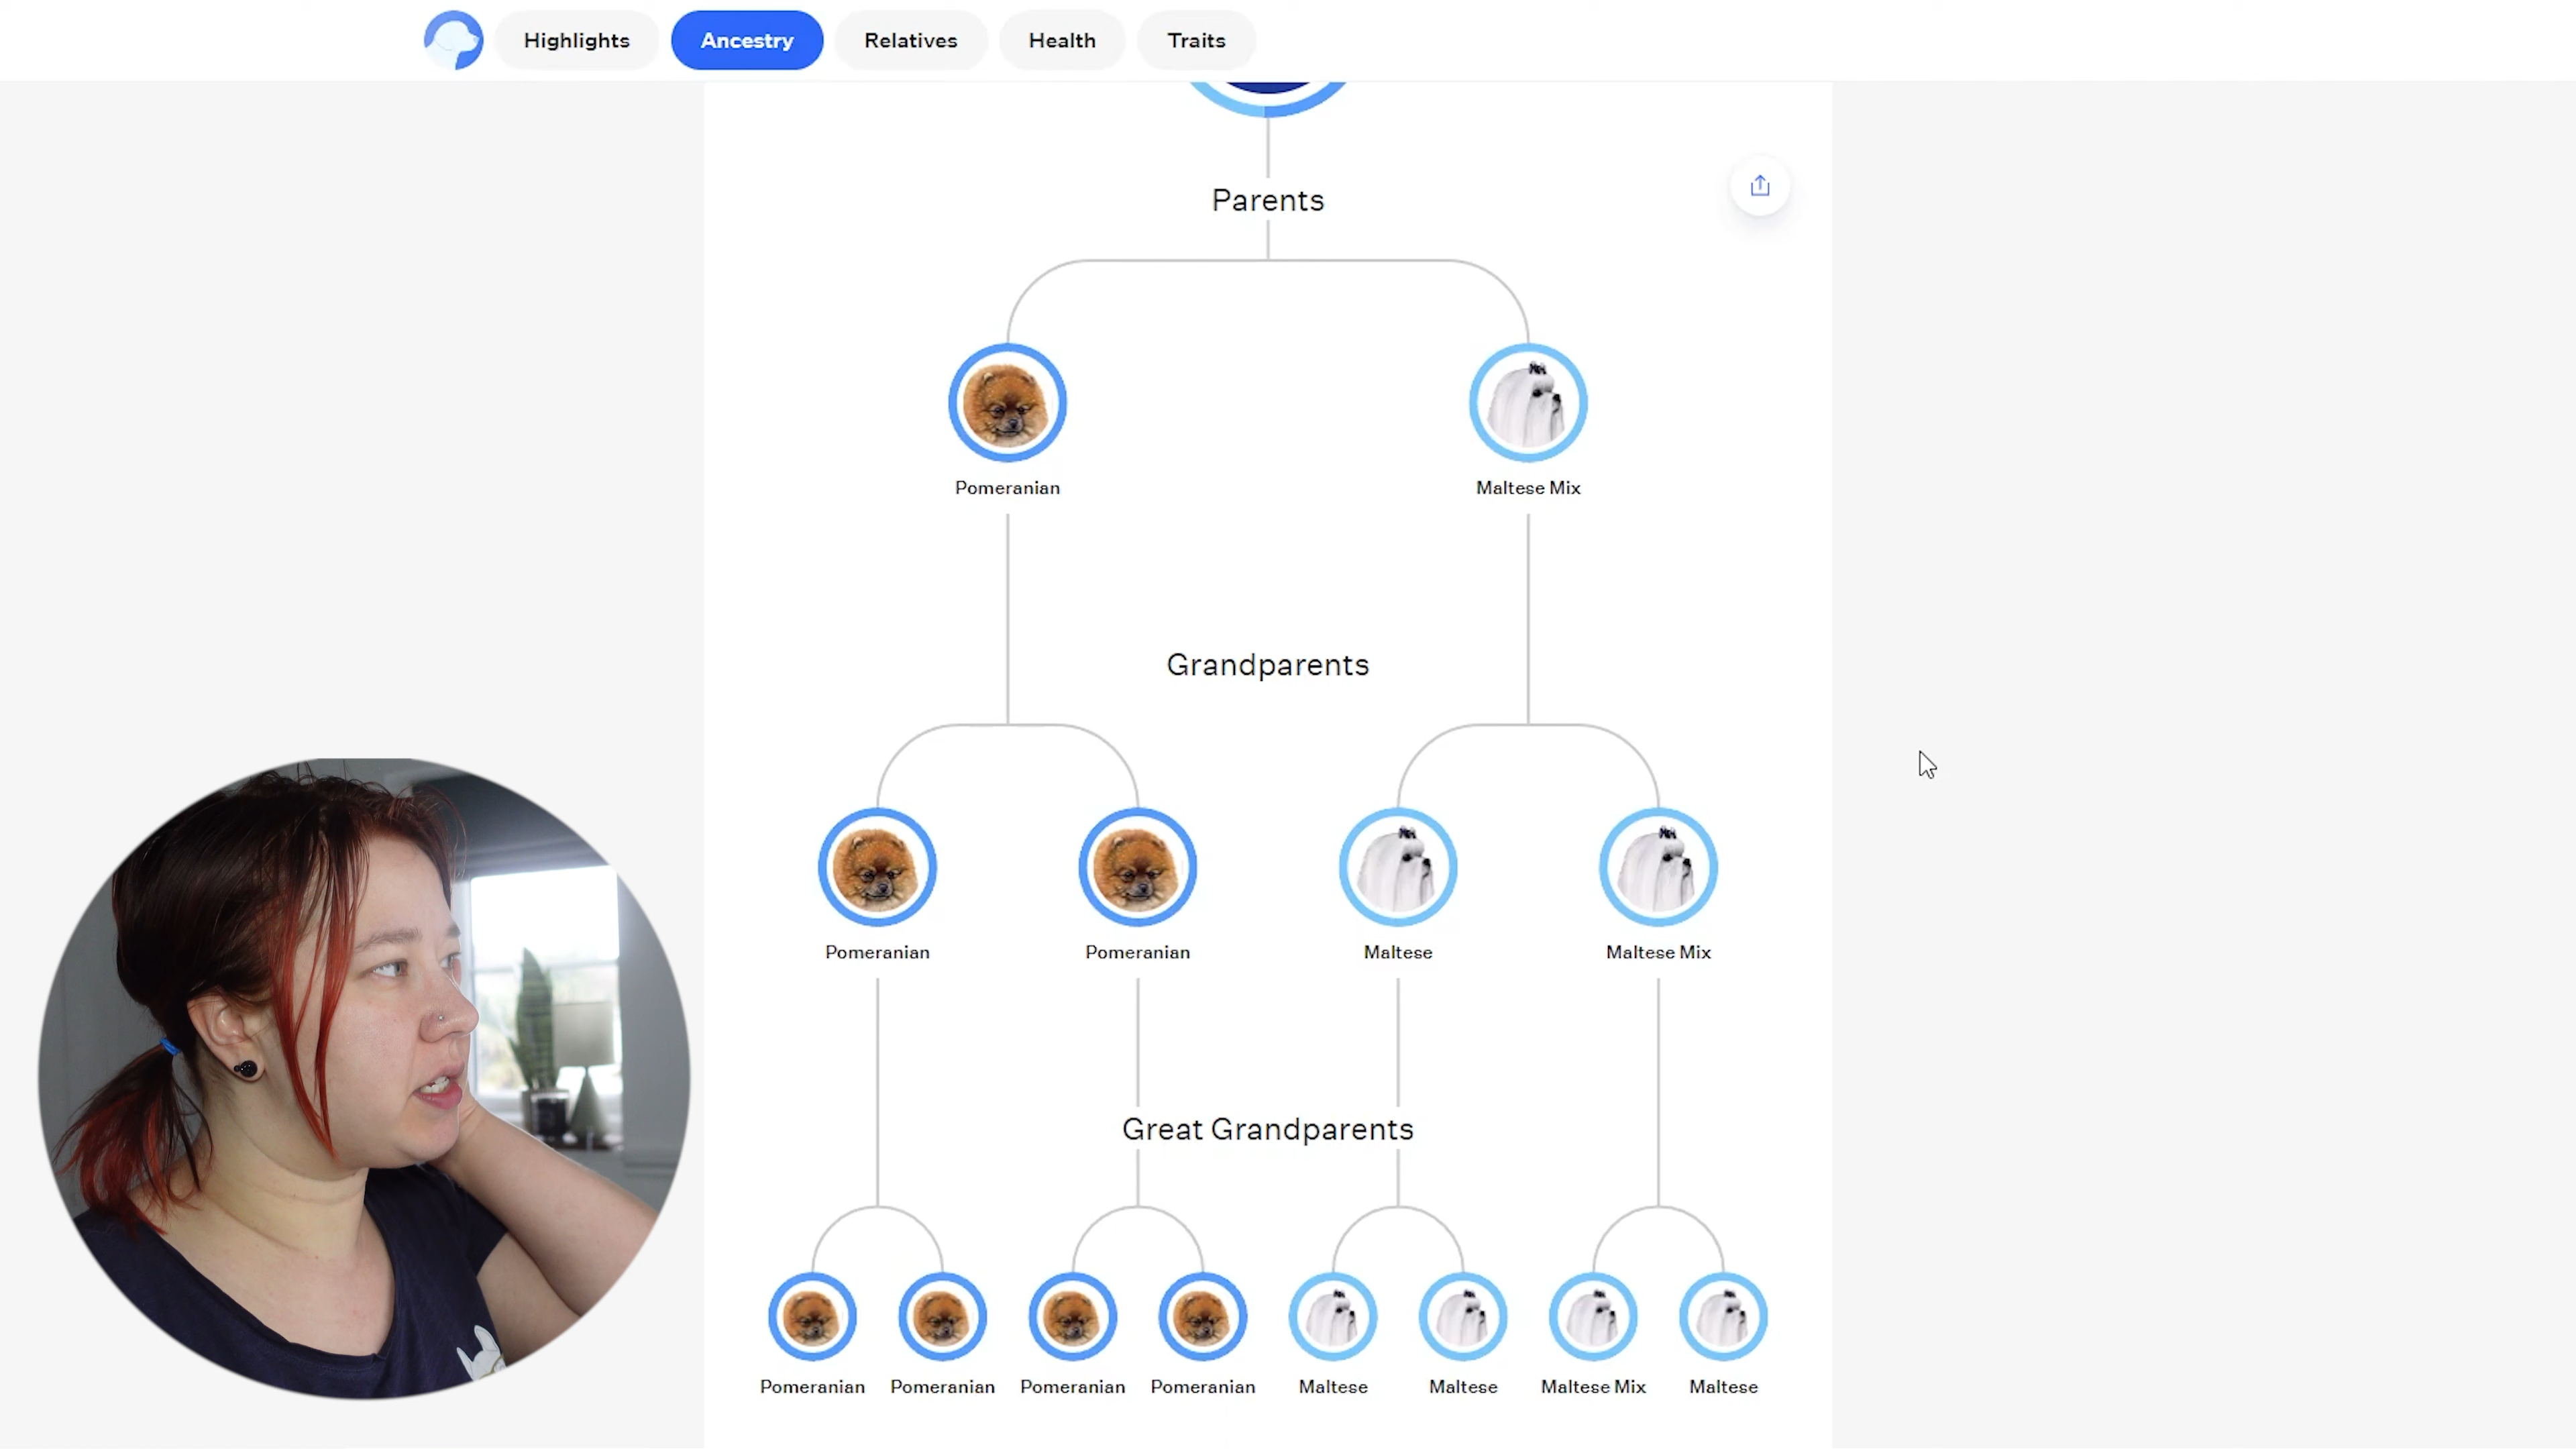 Highlights Ancestry Relatives Health Traits
Parents
Pomeranian Maltese Mix
Grandparents
Pomeranian Pomeranian Maltese Maltese Mix
Great Grandparents
Pomeranian Pomeranian Pomeranian Pomeranian Maltese Maltese Maltese Mix Maltese